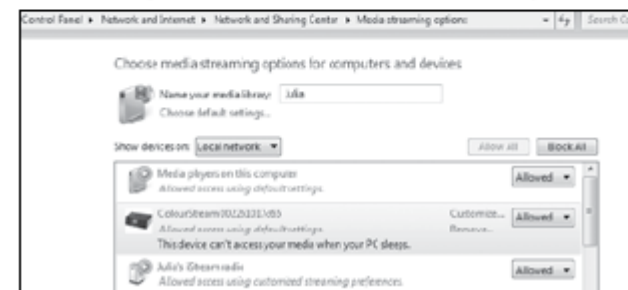 Control Panel ▸ Network and Internet ▸ Network and Sharing Center ▸ Media streaming options
Search
Choose media streaming options for computers and devices
Name your media library: Julia
Choose default settings...
Show devices on: Local network
Allow All
Block All
Media players on this computer
Allowed access using default settings.
Allowed
Customize...
Allowed access using default settings.
Remove...
Allowed
This device can't access your media when your PC sleeps.
Julia's iStream radio
Allowed access using customized streaming preferences.
Allowed